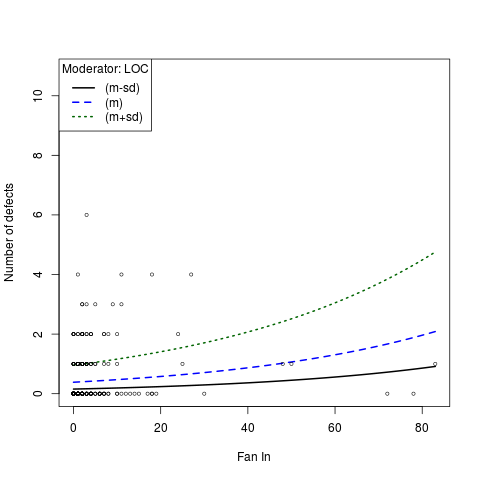 Moderator: LOC
(m-sd)
(m)
(m+sd)
Number of defects
10
8
6
4
2
0
0 20 40 60 80
Fan In